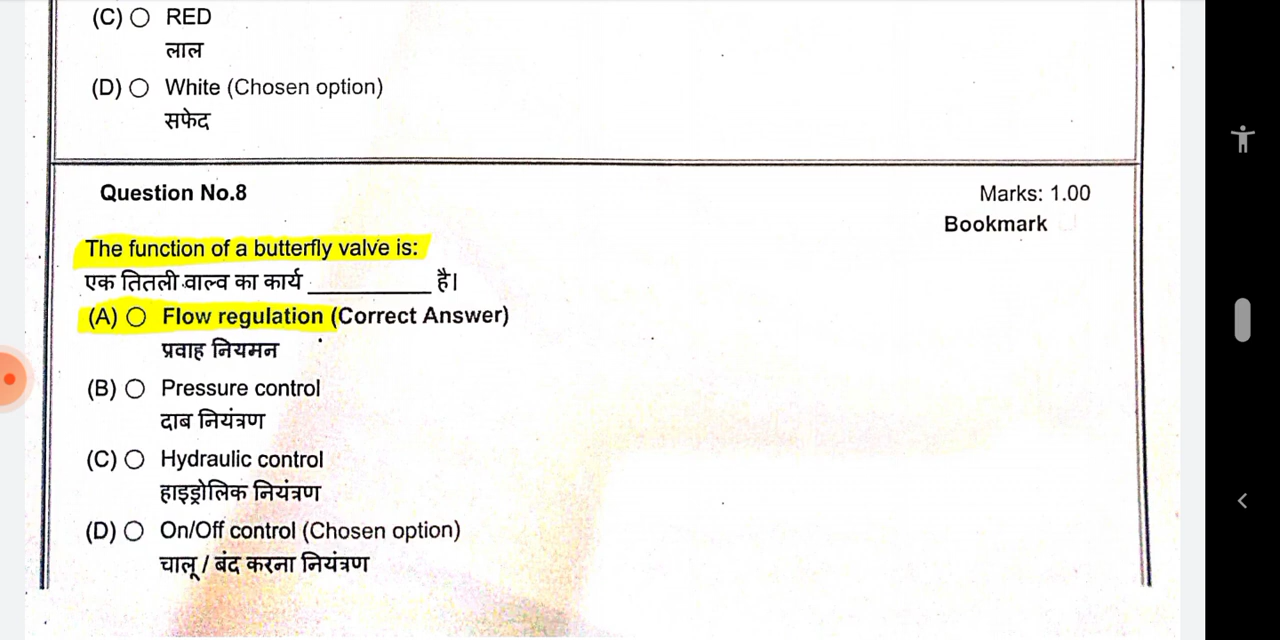 (C) RED
लाल
(D) White (Chosen option)
सफेद
Question No.8
Marks: 1.00
Bookmark
The function of a butterfly valve is:
एक तितली वाल्व का कार्य __________ है।
(A) Flow regulation (Correct Answer)
प्रवाह नियमन
(B) Pressure control
दाब नियंत्रण
(C) Hydraulic control
हाइड्रोलिक नियंत्रण
(D) On/Off control (Chosen option)
चालू / बंद करना नियंत्रण